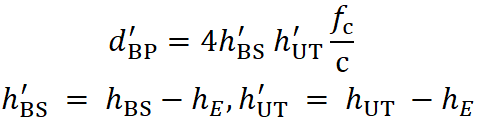 d′BP = 4h′BS h′UT fc/c
h′BS = hBS − hE, h′UT = hUT − hE